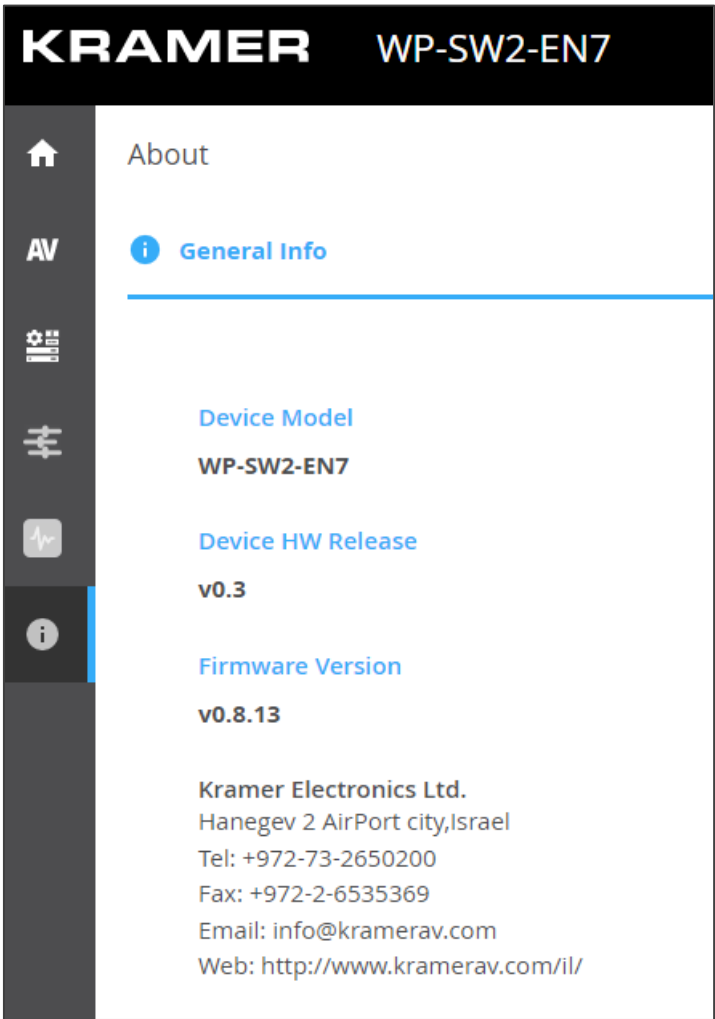 KRAMER WP-SW2-EN7
About
AV
General Info
Device Model
WP-SW2-EN7
Device HW Release
v0.3
Firmware Version
v0.8.13
Kramer Electronics Ltd.
Hanegev 2 AirPort city,Israel
Tel: +972-73-2650200
Fax: +972-2-6535369
Email: info@kramerav.com
Web: http://www.kramerav.com/il/